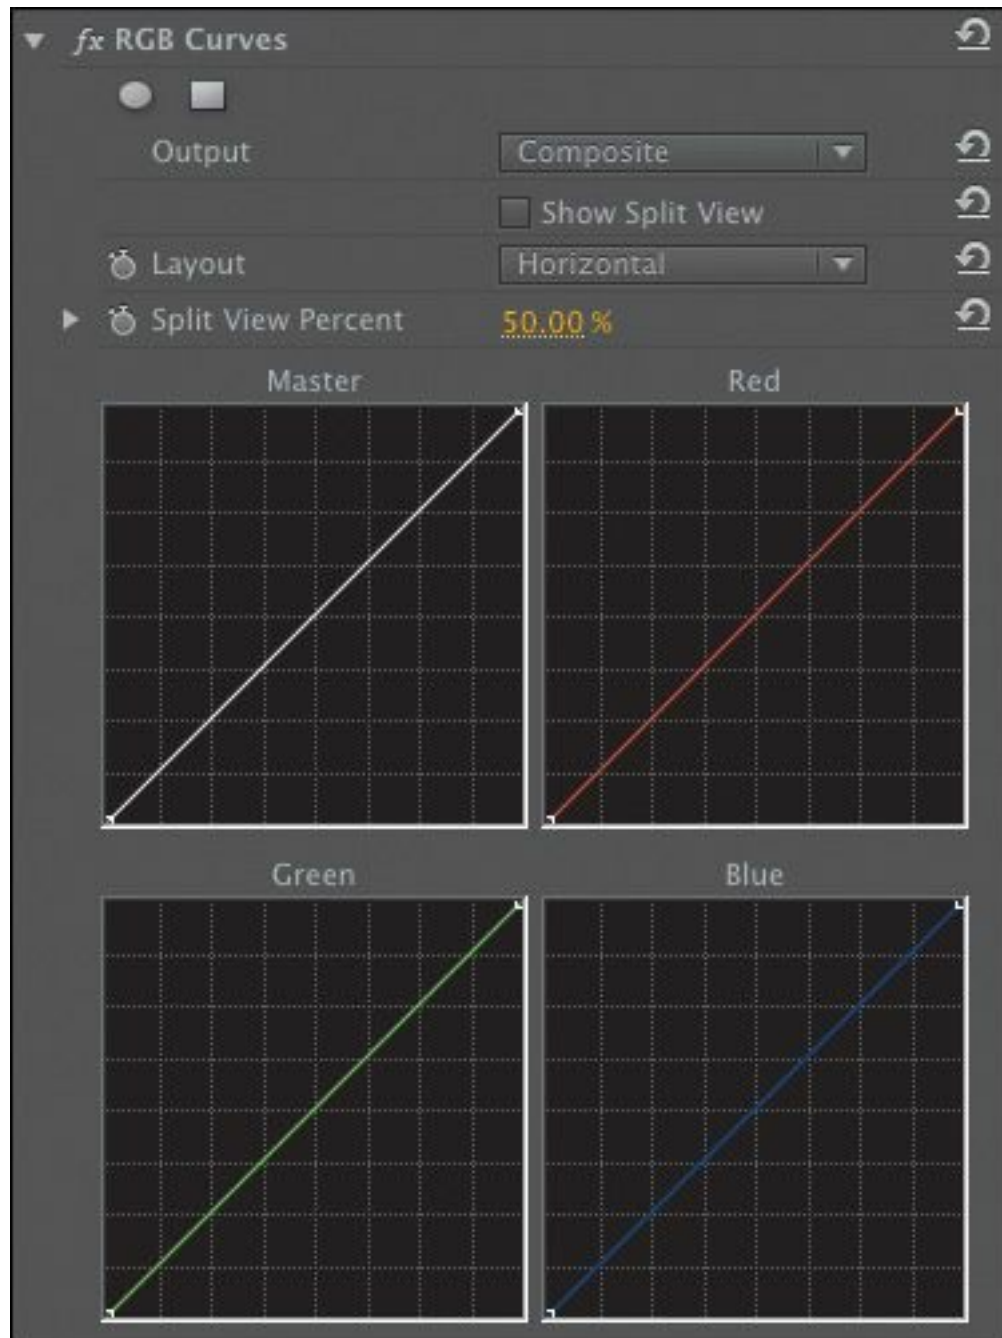 fx RGB Curves
Output Composite
Show Split View
Layout Horizontal
Split View Percent 50.00 %
Master Red
Green Blue